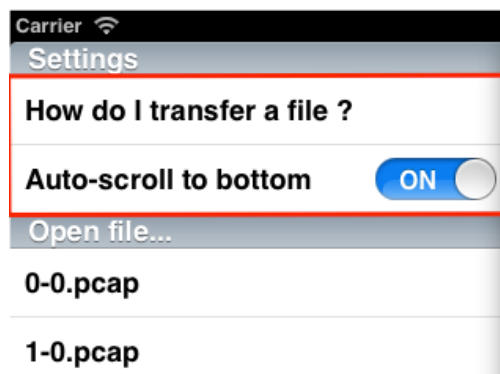 Carrier
Settings
How do I transfer a file ?
Auto-scroll to bottom ON
Open file...
0-0.pcap
1-0.pcap